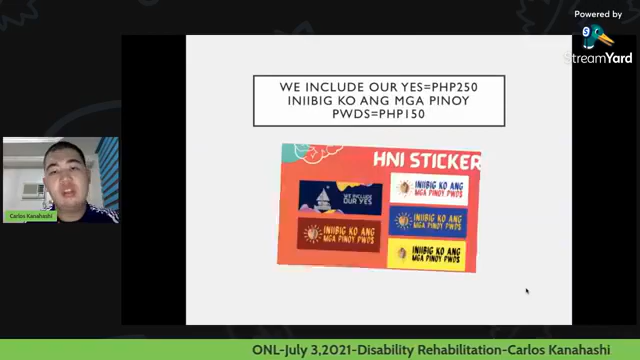 Powered by
StreamYard
WE INCLUDE OUR YES=PHP250
INIIBIG KO ANG MGA PINOY
PWDS=PHP150
HNI STICKER
WE INCLUDE
OUR YES
INIIBIG KO ANG
MGA PINOY PWDS
INIIBIG KO ANG
MGA PINOY PWDS
INIIBIG KO ANG
MGA PINOY PWDS
INIIBIG KO ANG
MGA PINOY PWDS
Carlos Kanahashi
ONL-July 3,2021-Disability Rehabilitation-Carlos Kanahashi